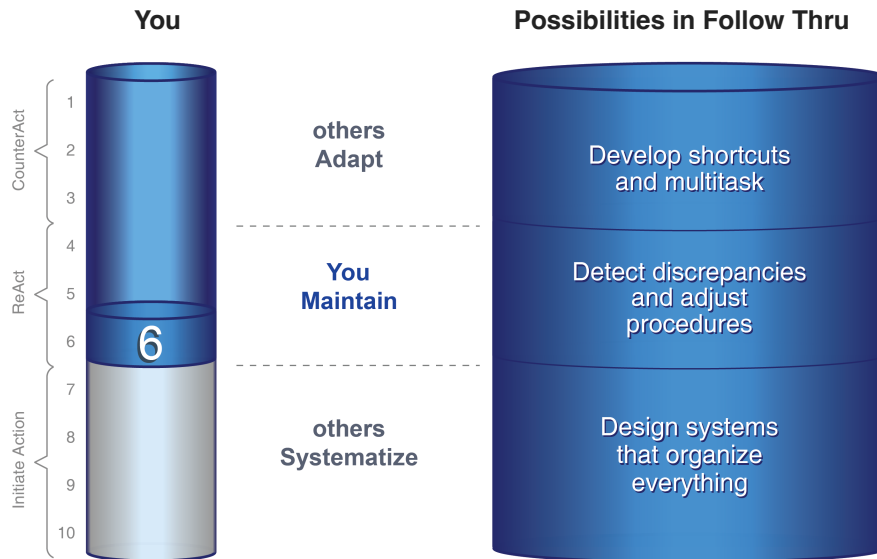 You
Possibilities in Follow Thru
CounterAct
1
2
3
others
Adapt
Develop shortcuts
and multitask
ReAct
4
5
6
6
You
Maintain
Detect discrepancies
and adjust
procedures
Initiate Action
7
8
9
10
others
Systematize
Design systems
that organize
everything